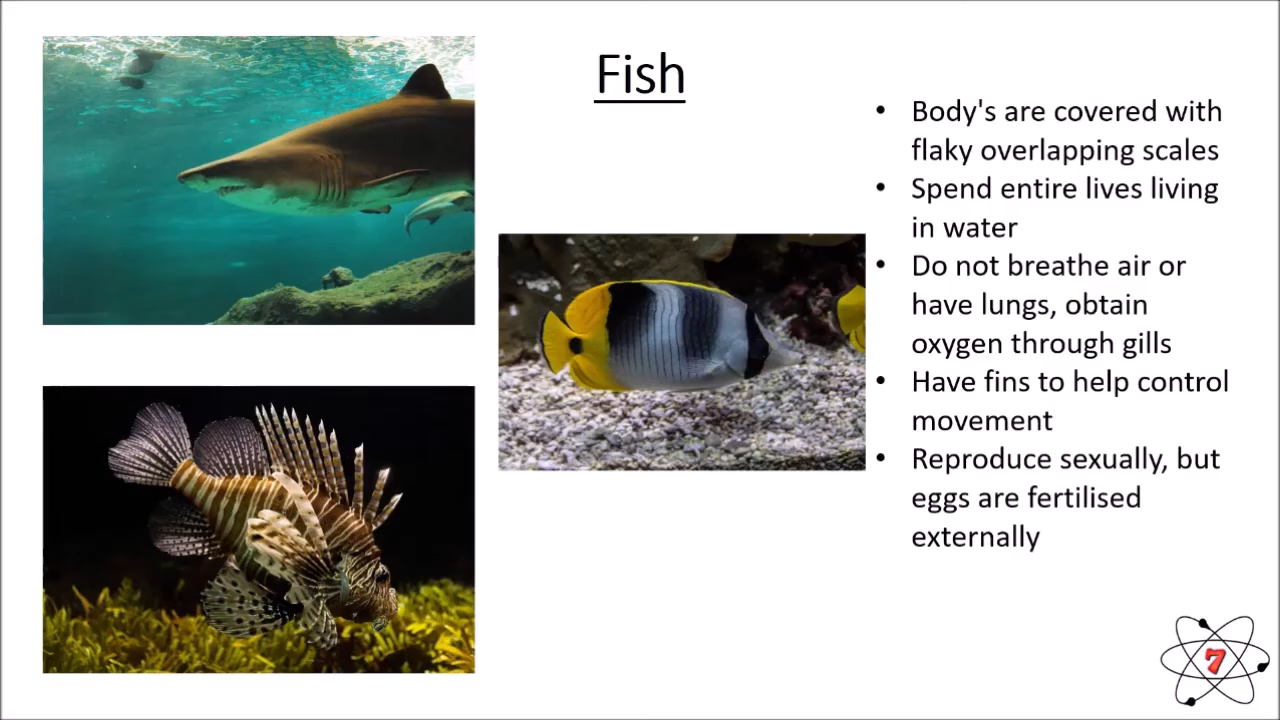 Fish
• Body's are covered with
flaky overlapping scales
• Spend entire lives living
in water
• Do not breathe air or
have lungs, obtain
oxygen through gills
• Have fins to help control
movement
• Reproduce sexually, but
eggs are fertilised
externally
7